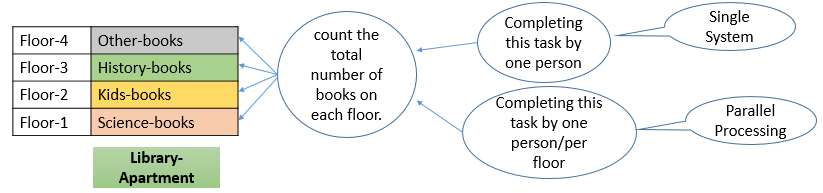 Floor-4 Other-books
Floor-3 History-books
Floor-2 Kids-books
Floor-1 Science-books
Library-
Apartment
count the
total
number of
books on
each floor.
Completing
this task by
one person
Single
System
Completing this
task by one
person/per
floor
Parallel
Processing